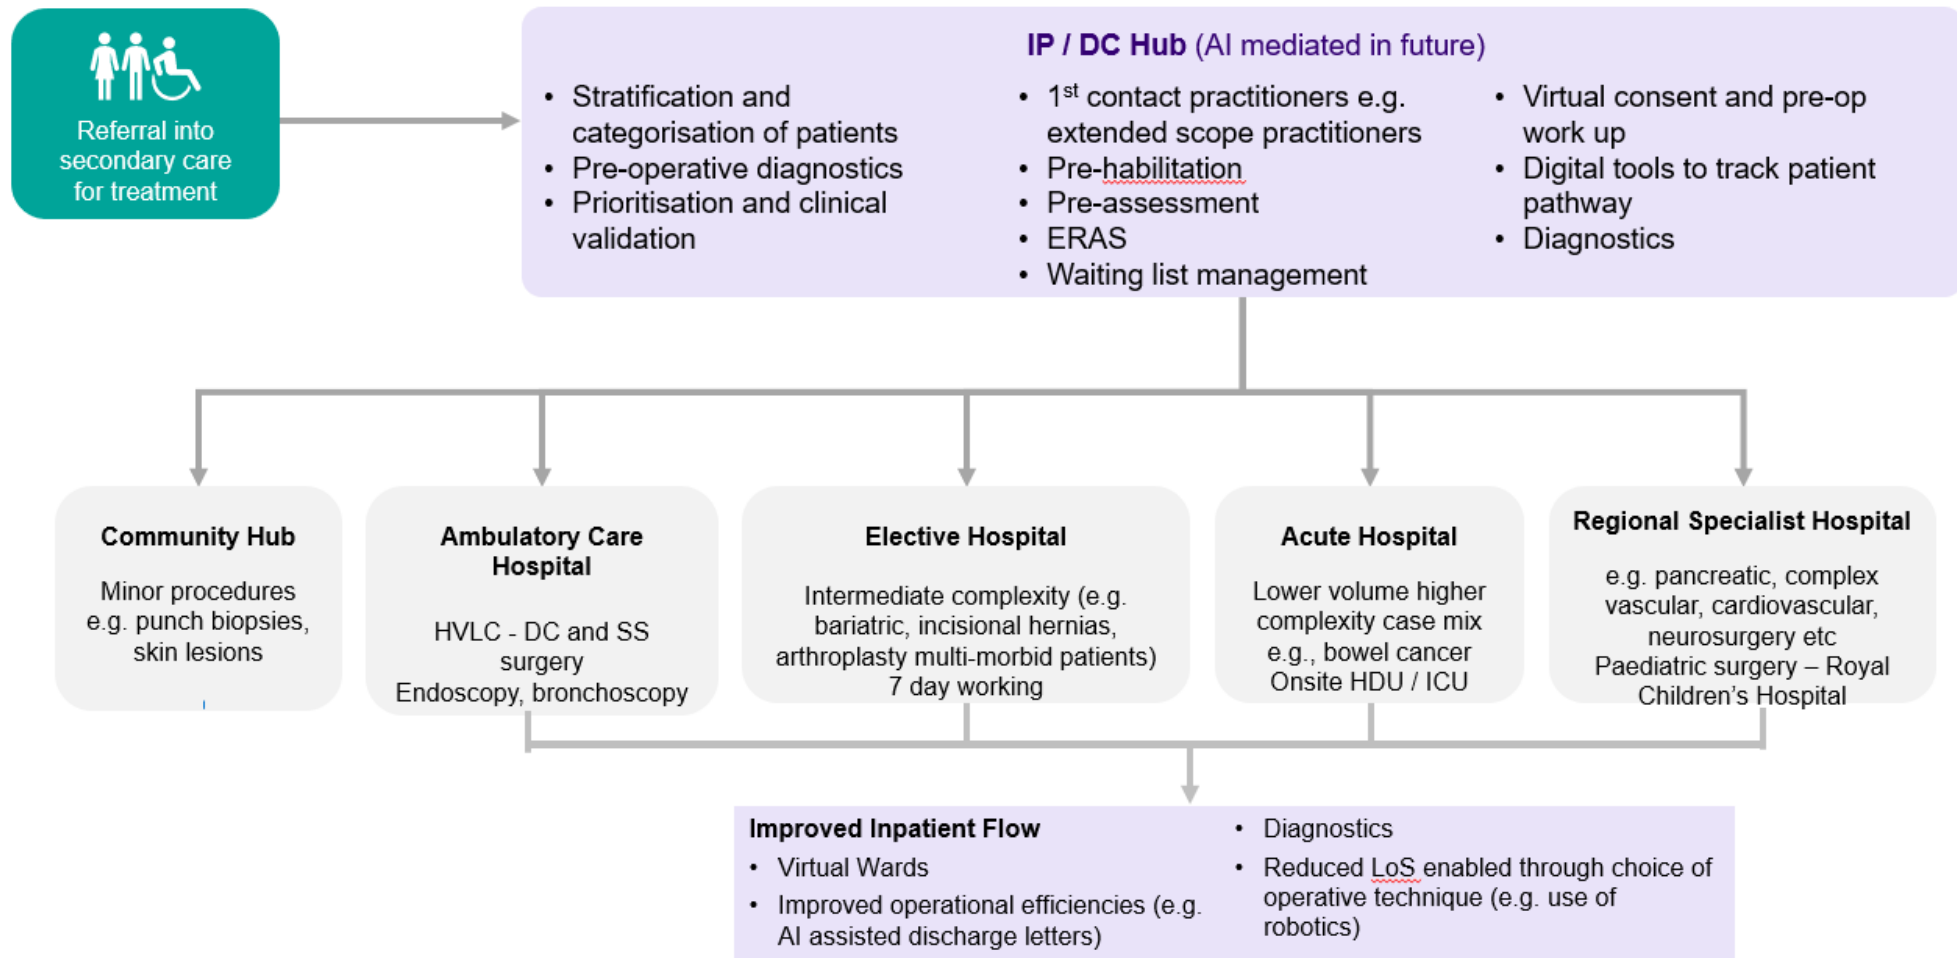 Referral into
secondary care
for treatment
IP / DC Hub (AI mediated in future)
• Stratification and
categorisation of patients
• Pre-operative diagnostics
• Prioritisation and clinical
validation
• 1st contact practitioners e.g.
extended scope practitioners
• Pre-habilitation
• Pre-assessment
• ERAS
• Waiting list management
• Virtual consent and pre-op
work up
• Digital tools to track patient
pathway
• Diagnostics
Community Hub
Minor procedures
e.g. punch biopsies,
skin lesions
Ambulatory Care
Hospital
HVLC - DC and SS
surgery
Endoscopy, bronchoscopy
Elective Hospital
Intermediate complexity (e.g.
bariatric, incisional hernias,
arthroplasty multi-morbid patients)
7 day working
Acute Hospital
Lower volume higher
complexity case mix
e.g., bowel cancer
Onsite HDU / ICU
Regional Specialist Hospital
e.g. pancreatic, complex
vascular, cardiovascular,
neurosurgery etc
Paediatric surgery – Royal
Children’s Hospital
Improved Inpatient Flow
• Virtual Wards
• Improved operational efficiencies (e.g.
AI assisted discharge letters)
• Diagnostics
• Reduced LoS enabled through choice of
operative technique (e.g. use of
robotics)